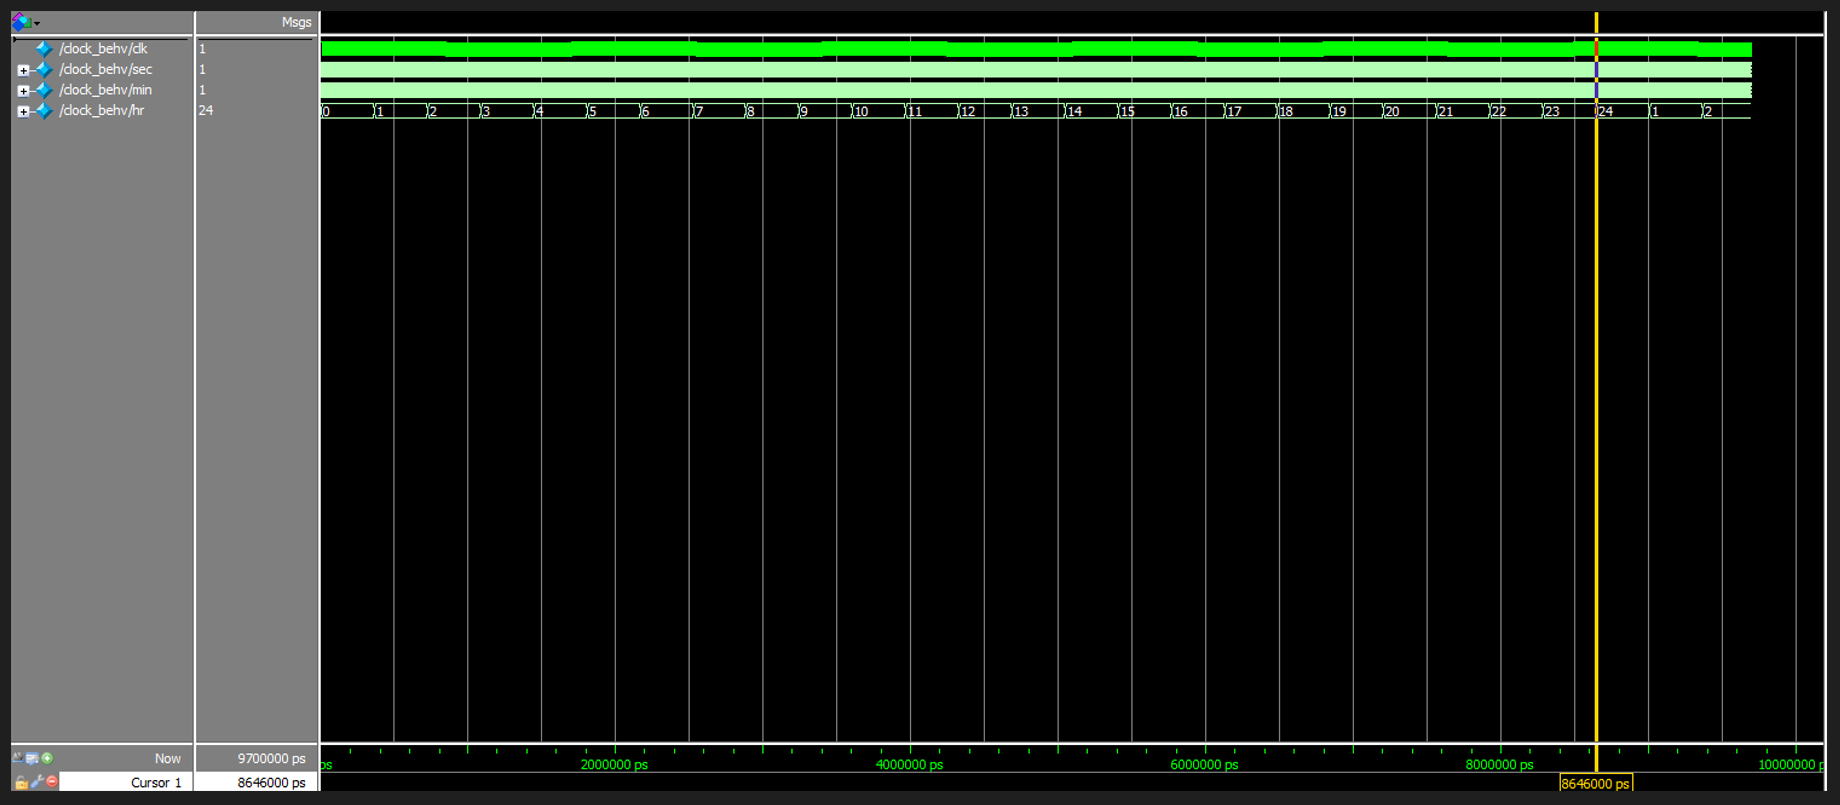 Msgs
/clock_behv/clk 1
/clock_behv/sec 1
/clock_behv/min 1
/clock_behv/hr 24 0 1 2 3 4 5 6 7 8 9 10 11 12 13 14 15 16 17 18 19 20 21 22 23 24 1 2
Now 9700000 ps ps 2000000 ps 4000000 ps 6000000 ps 8000000 ps 10000000 p
Cursor 1 8646000 ps 8646000 ps